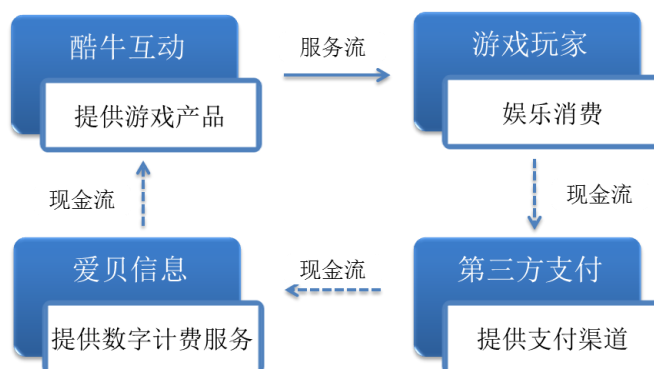 酷牛互动
提供游戏产品
服务流
游戏玩家
娱乐消费
现金流
现金流
爱贝信息
提供数字计费服务
现金流
第三方支付
提供支付渠道